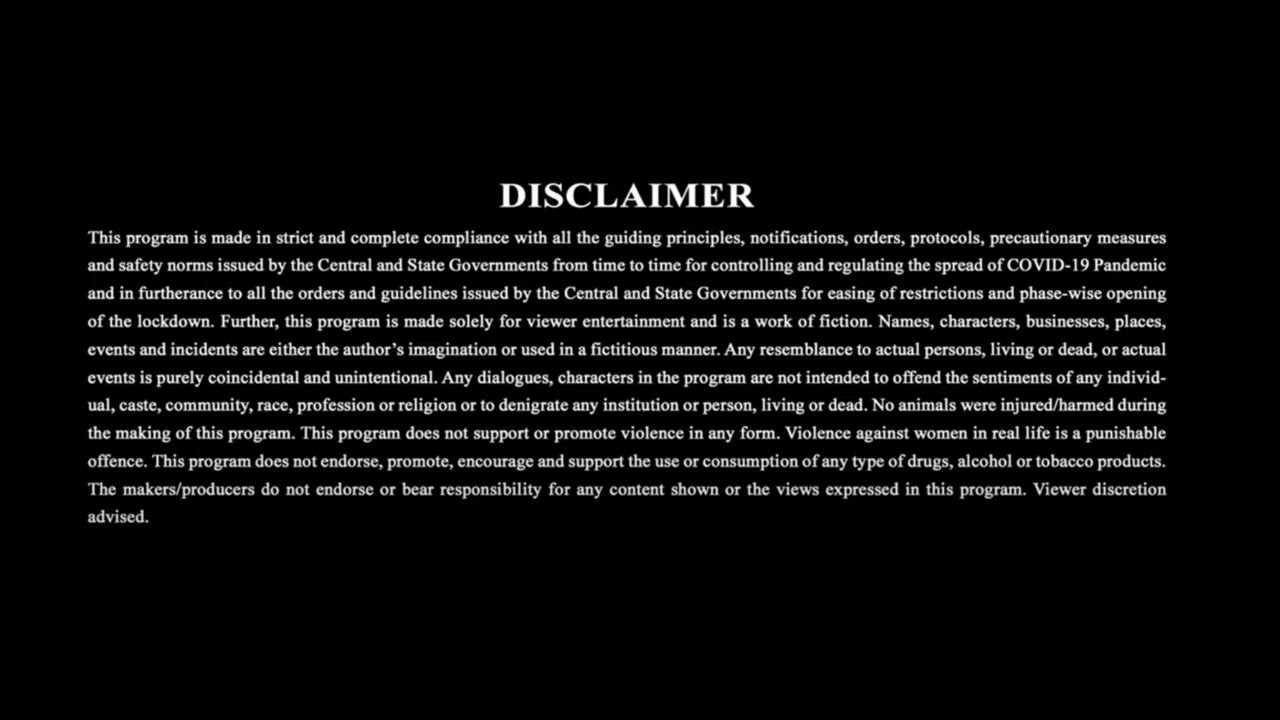 DISCLAIMER
This program is made in strict and complete compliance with all the guiding principles, notifications, orders, protocols, precautionary measures
and safety norms issued by the Central and State Governments from time to time for controlling and regulating the spread of COVID-19 Pandemic
and in furtherance to all the orders and guidelines issued by the Central and State Governments for easing of restrictions and phase-wise opening
of the lockdown. Further, this program is made solely for viewer entertainment and is a work of fiction. Names, characters, businesses, places,
events and incidents are either the author’s imagination or used in a fictitious manner. Any resemblance to actual persons, living or dead, or actual
events is purely coincidental and unintentional. Any dialogues, characters in the program are not intended to offend the sentiments of any individ-
ual, caste, community, race, profession or religion or to denigrate any institution or person, living or dead. No animals were injured/harmed during
the making of this program. This program does not support or promote violence in any form. Violence against women in real life is a punishable
offence. This program does not endorse, promote, encourage and support the use or consumption of any type of drugs, alcohol or tobacco products.
The makers/producers do not endorse or bear responsibility for any content shown or the views expressed in this program. Viewer discretion
advised.